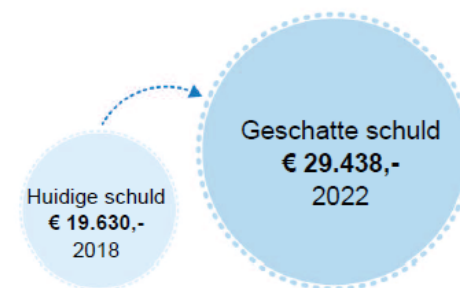 Huidige schuld
€ 19.630,-
2018
Geschatte schuld
€ 29.438,-
2022